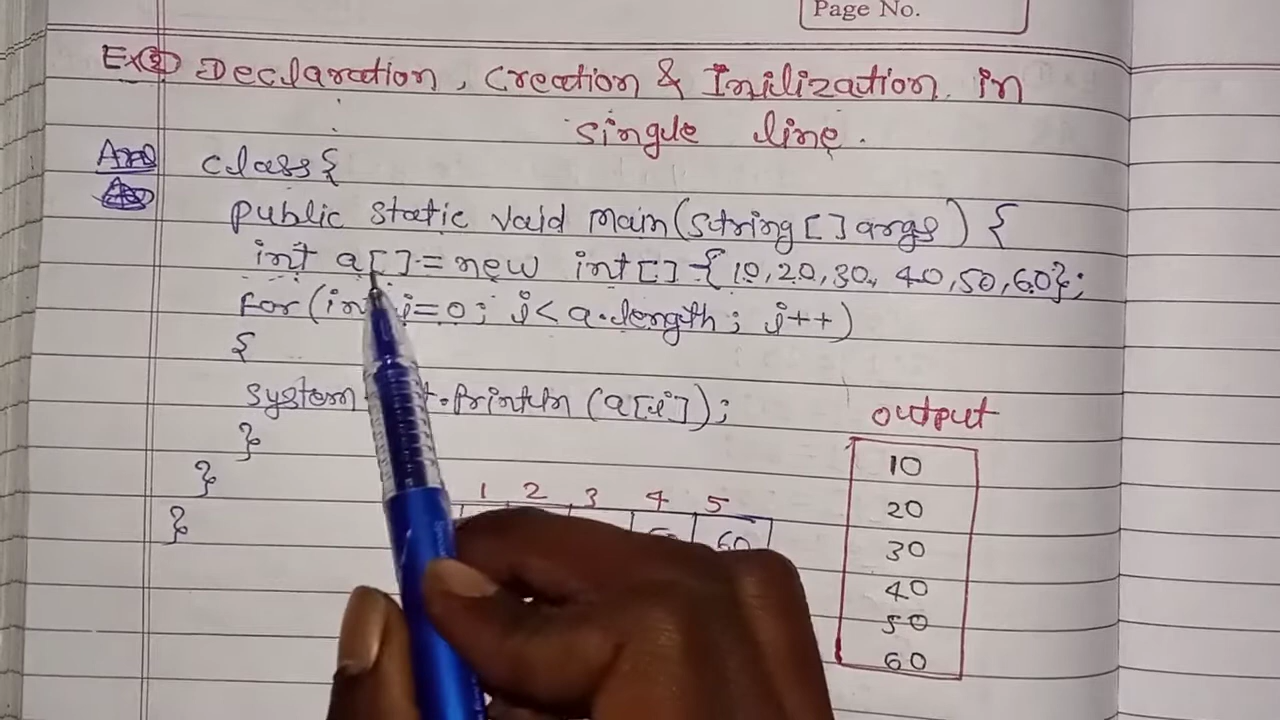 Page No.
Ex② Declaration, Creation & Inilization in
single line.
Ans class{
public static void main(String [] args) {
int a[] = new int[] = {10,20,30, 40,50,60};
for(int i=0; i<a.length; i++)
{
system t.println (a[i]);
output
}
10
}
1 2 3 4 5
20
}
60
30
40
50
60